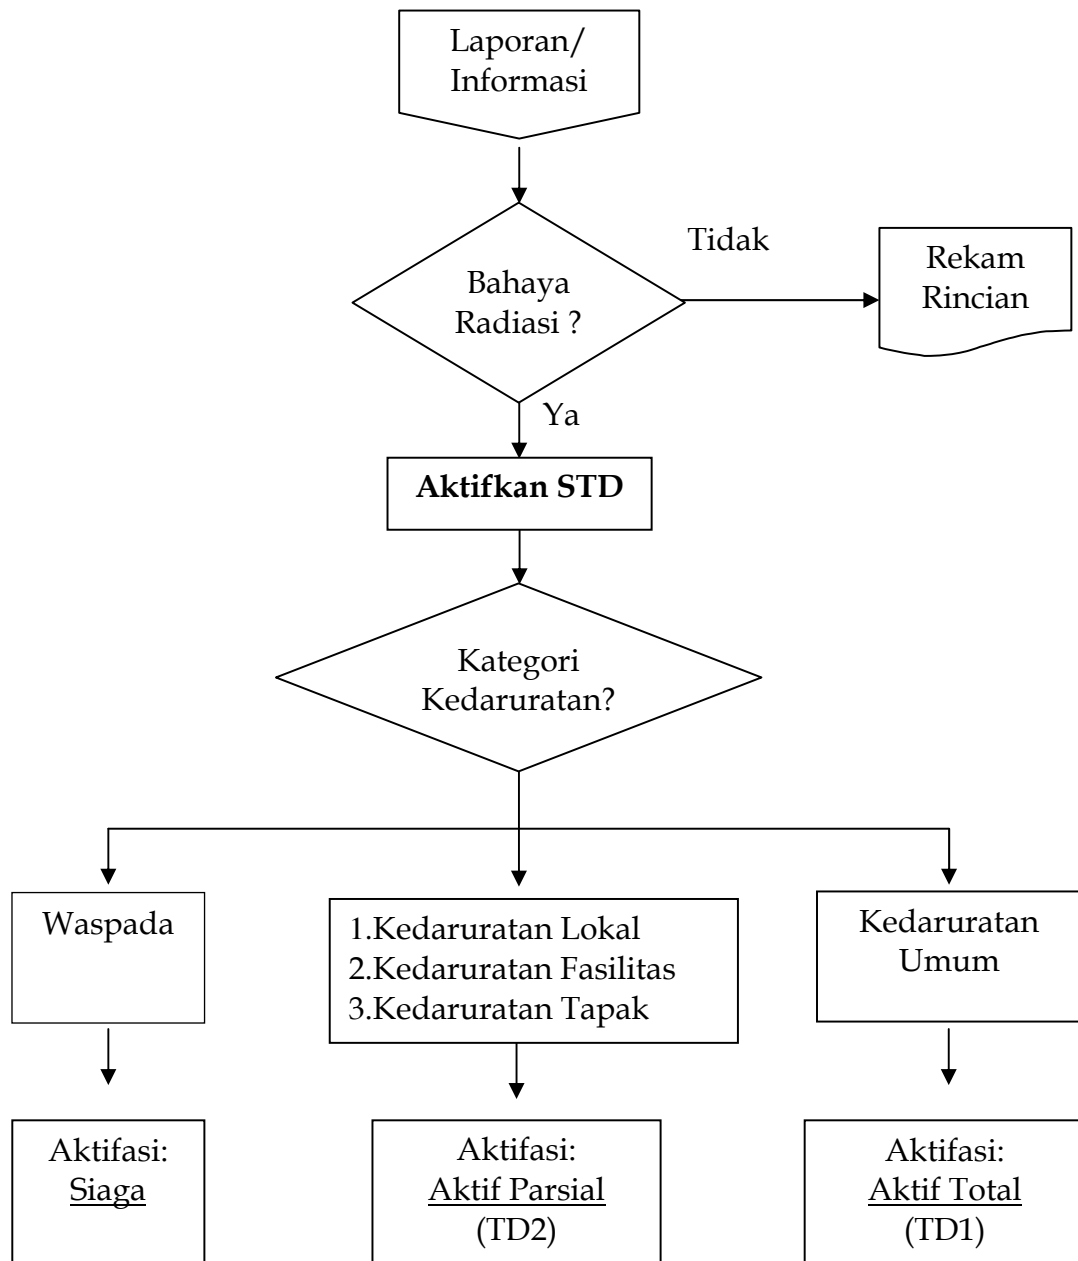 Laporan/
Informasi
Tidak
Rekam
Rincian
Bahaya
Radiasi ?
Ya
Aktifkan STD
Kategori
Kedaruratan?
Waspada
1.Kedaruratan Lokal
2.Kedaruratan Fasilitas
3.Kedaruratan Tapak
Kedaruratan
Umum
Aktifasi:
Siaga
Aktifasi:
Aktif Parsial
(TD2)
Aktifasi:
Aktif Total
(TD1)